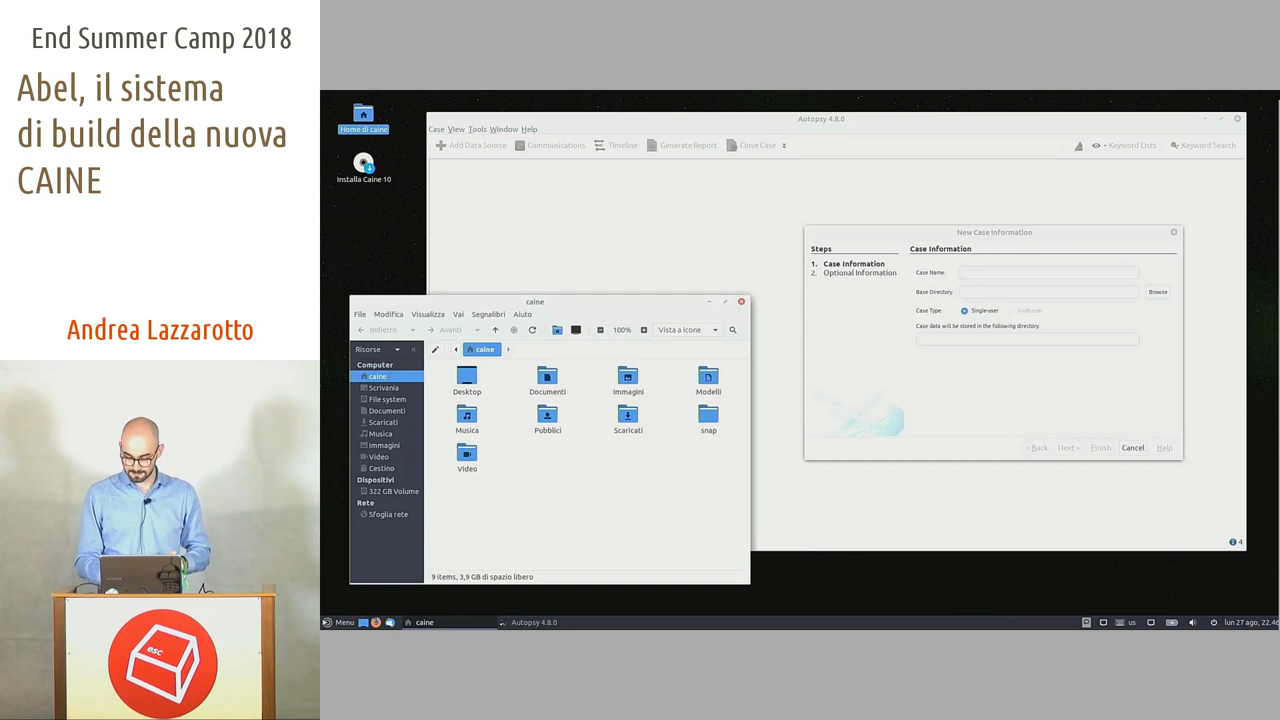 End Summer Camp 2018
Abel, il sistema
di build della nuova
CAINE
Andrea Lazzarotto
esc
Home di caine
Installa Caine 10
Autopsy 4.8.0
Case View Tools Window Help
Add Data Source Communications Timeline Generate Report Close Case Keyword Lists Keyword Search
New Case Information
Steps
1. Case Information
2. Optional Information
Case Information
Case Name:
Base Directory:
Browse
Case Type: Single-user Multi-user
Case data will be stored in the following directory:
< Back Next > Finish Cancel Help
4
caine
File Modifica Visualizza Vai Segnalibri Aiuto
Indietro Avanti 100% Vista a icone
Risorse
caine
Computer
caine
Scrivania
File system
Documenti
Scaricati
Musica
Immagini
Video
Cestino
Dispositivi
322 GB Volume
Rete
Sfoglia rete
Desktop Documenti Immagini Modelli
Musica Pubblici Scaricati snap
Video
9 items, 3,9 GB di spazio libero
Menu caine Autopsy 4.8.0 us lun 27 ago, 22.46